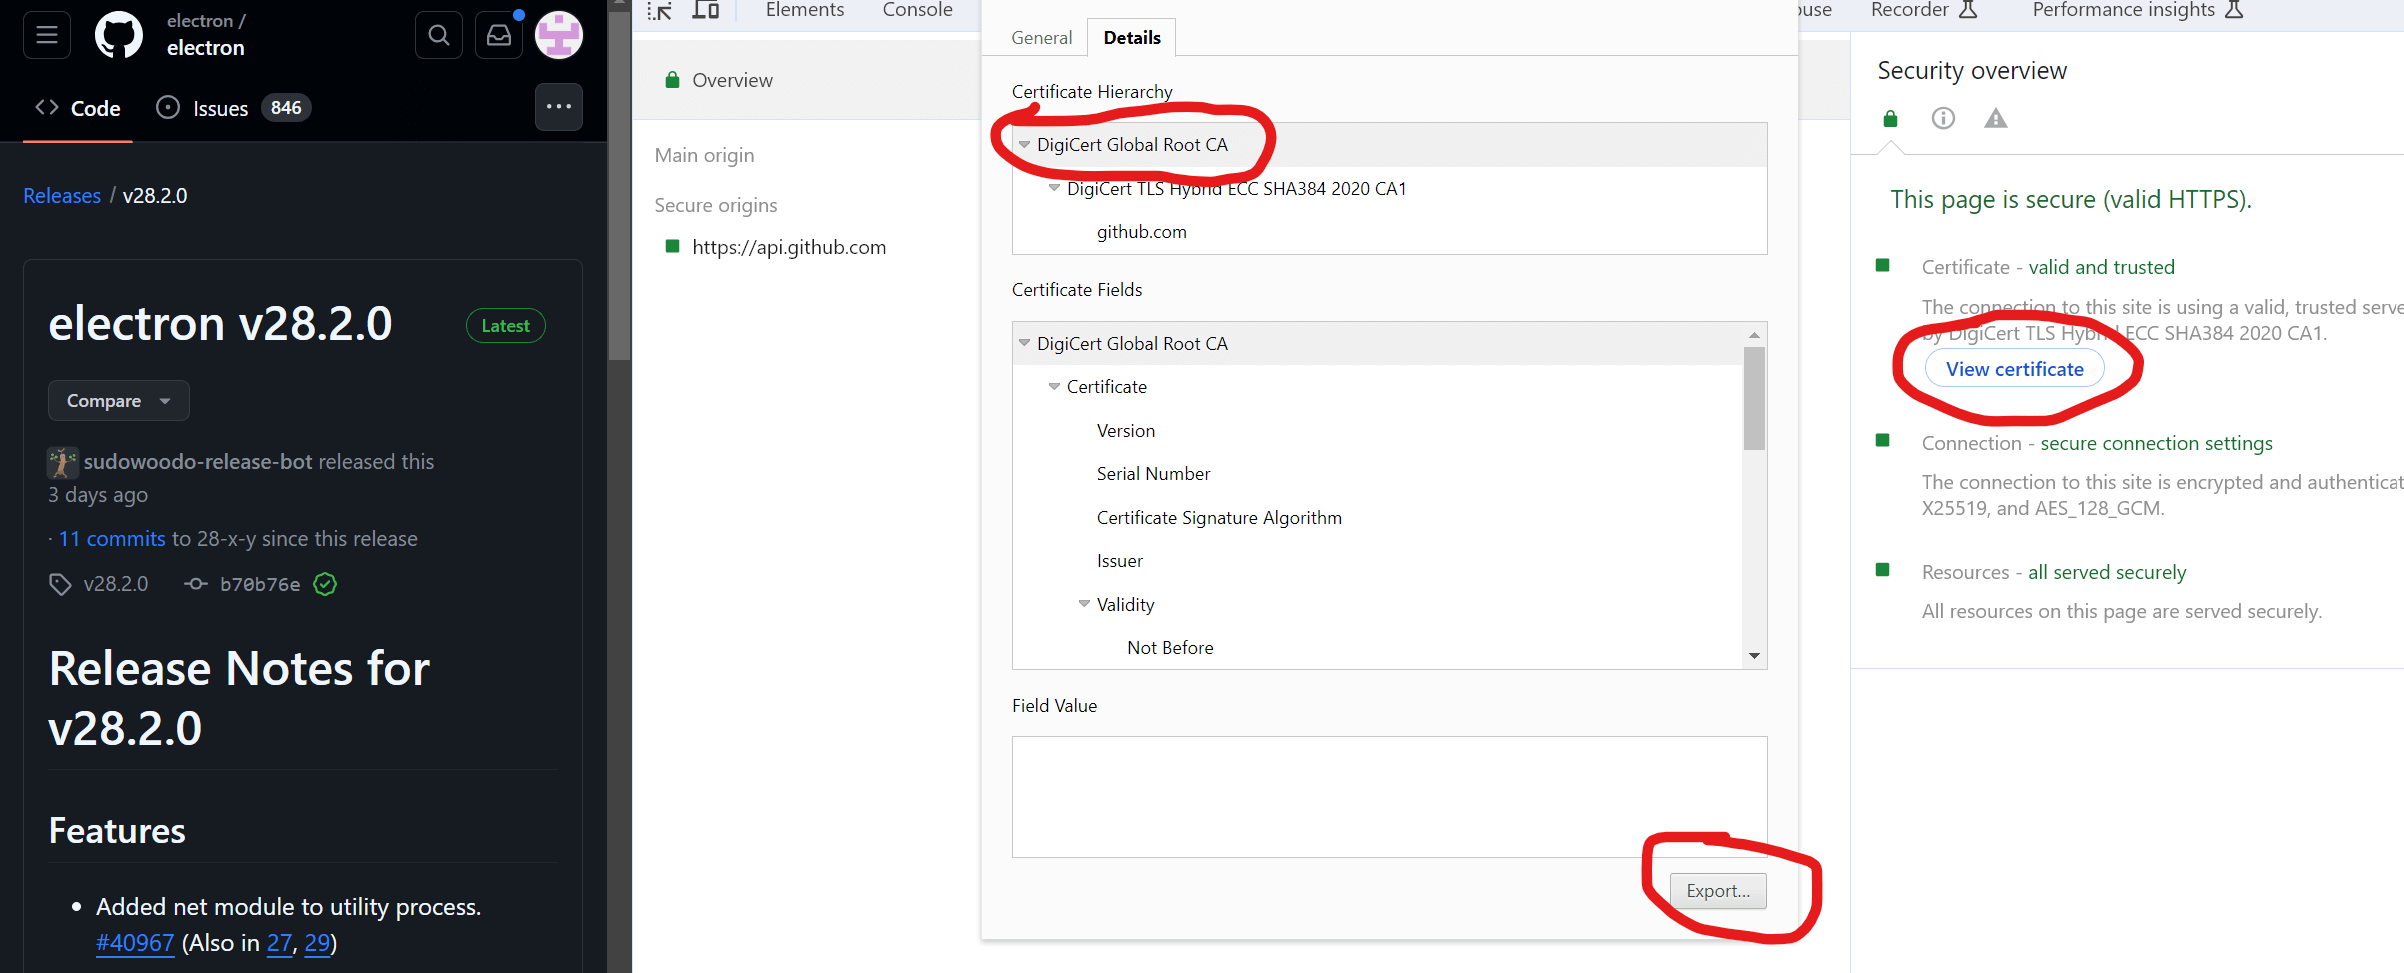 electron /
electron
Code
Issues 846
Releases / v28.2.0
electron v28.2.0
Latest
Compare
sudowoodo-release-bot released this
3 days ago
· 11 commits to 28-x-y since this release
v28.2.0 b70b76e
Release Notes for
v28.2.0
Features
• Added net module to utility process.
#40967 (Also in 27, 29)
Elements Console
Recorder Performance insights
Overview
Main origin
Secure origins
https://api.github.com
General Details
Certificate Hierarchy
DigiCert Global Root CA
DigiCert TLS Hybrid ECC SHA384 2020 CA1
github.com
Certificate Fields
DigiCert Global Root CA
Certificate
Version
Serial Number
Certificate Signature Algorithm
Issuer
Validity
Not Before
Field Value
Export...
Security overview
This page is secure (valid HTTPS).
Certificate - valid and trusted
The connection to this site is using a valid, trusted serve
by DigiCert TLS Hybrid ECC SHA384 2020 CA1.
View certificate
Connection - secure connection settings
The connection to this site is encrypted and authenticat
X25519, and AES_128_GCM.
Resources - all served securely
All resources on this page are served securely.